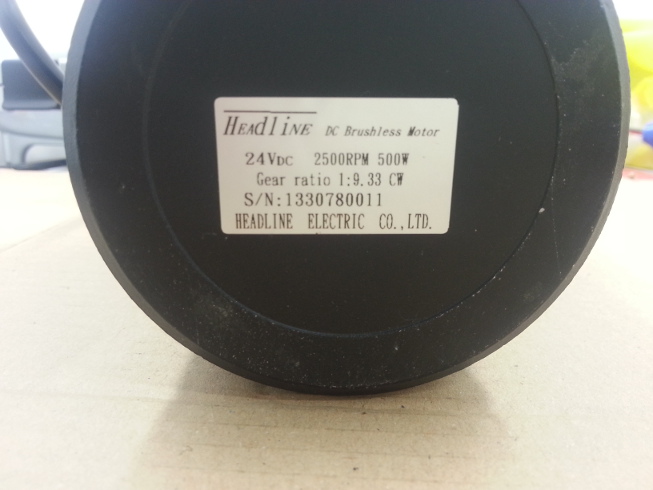 HEADLINE DC Brushless Motor
24VDC 2500RPM 500W
Gear ratio 1:9.33 CW
S/N:1330780011
HEADLINE ELECTRIC CO.,LTD.